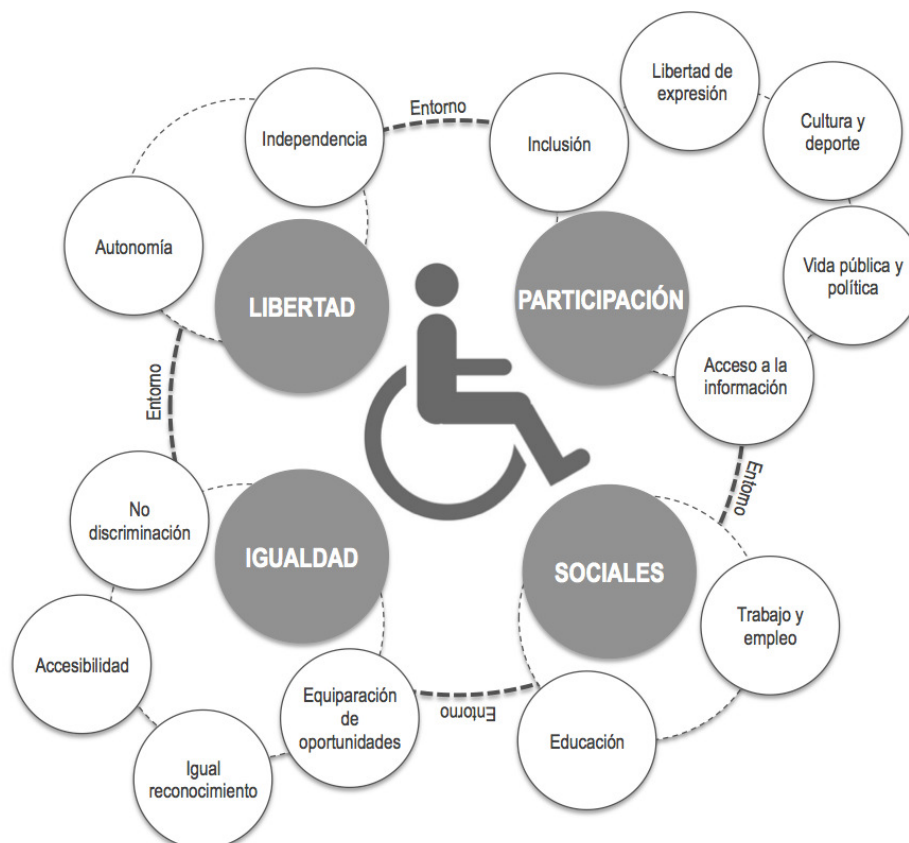 Libertad de
expresión
Entorno
Cultura y
deporte
Independencia
Inclusión
Autonomía
Vida pública y
política
LIBERTAD
PARTICIPACIÓN
Acceso a la
información
Entorno
Entorno
No
discriminación
IGUALDAD
SOCIALES
Trabajo y
empleo
Accesibilidad
Equiparación de
oportunidades
Entorno
Educación
Igual
reconocimiento